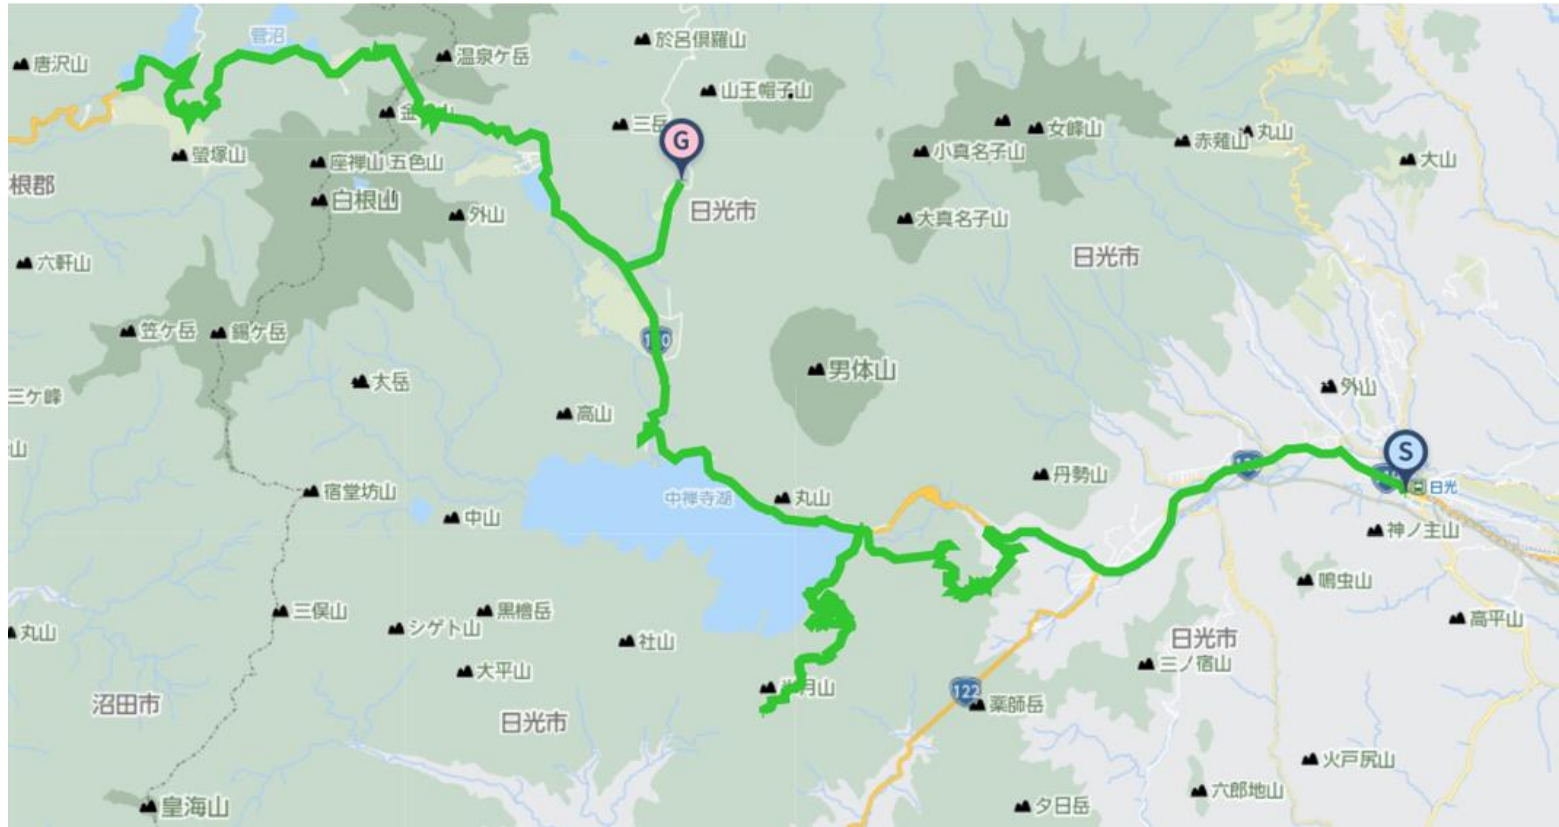 菅沼
於呂倶羅山
唐沢山
温泉ケ岳
山王帽子山
三岳
G
女峰山
赤薙山
丸山
小真名子山
大山
螢塚山
座禅山
五色山
根郡
白根山
外山
日光市
大真名子山
日光市
六軒山
笠ケ岳
錫ケ岳
男体山
太岳
外山
三ケ峰
高山
山
S
丹勢山
日光
宿堂坊山
中禅寺湖
丸山
中山
神ノ主山
鳴虫山
三俣山
黒檜岳
高平山
丸山
シゲト山
社山
日光市
三ノ宿山
大平山
月山
122
薬師岳
沼田市
日光市
火戸尻山
六郎地山
皇海山
夕日岳